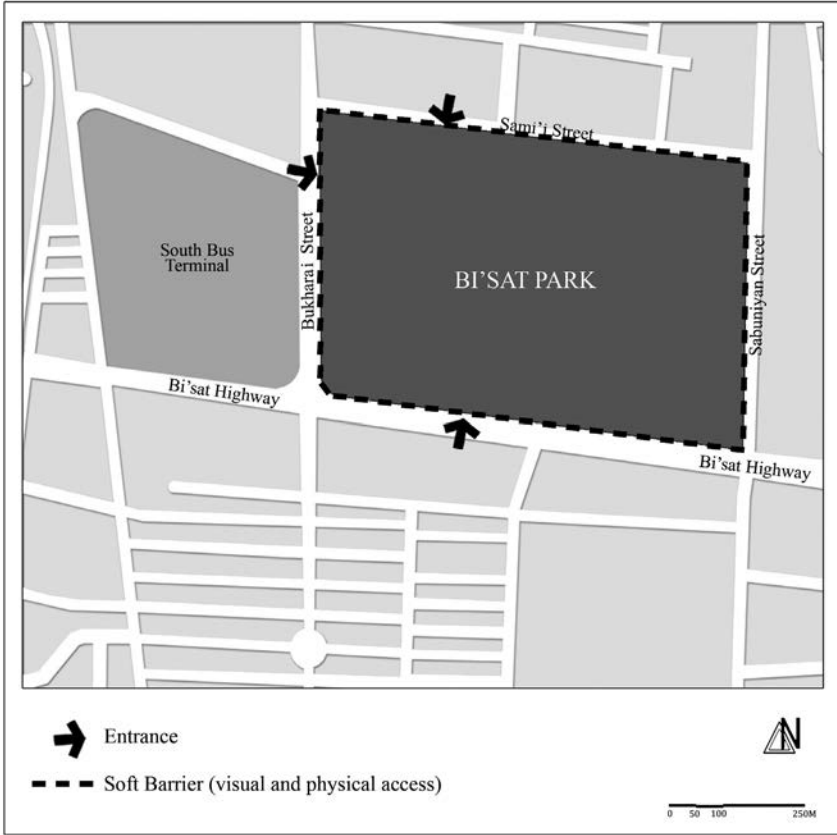 Sami'i Street
South Bus
Terminal
Bukharai Street
BI'SAT PARK
Sabuniyan Street
Bi'sat Highway
Bi'sat Highway
Entrance
N
Soft Barrier (visual and physical access)
0 50 100 250M